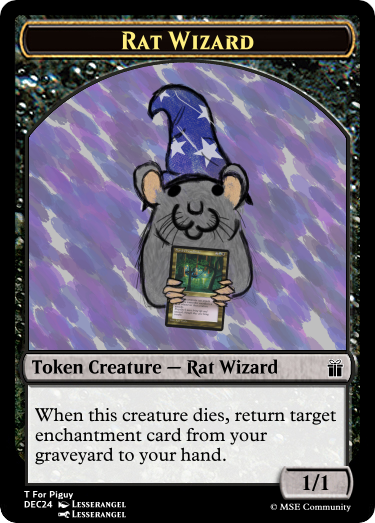 Rat Wizard
Token Creature — Rat Wizard
When this creature dies, return target
enchantment card from your
graveyard to your hand.
1/1
T For Piguy
DEC24 Lesserangel
Lesserangel
© MSE Community